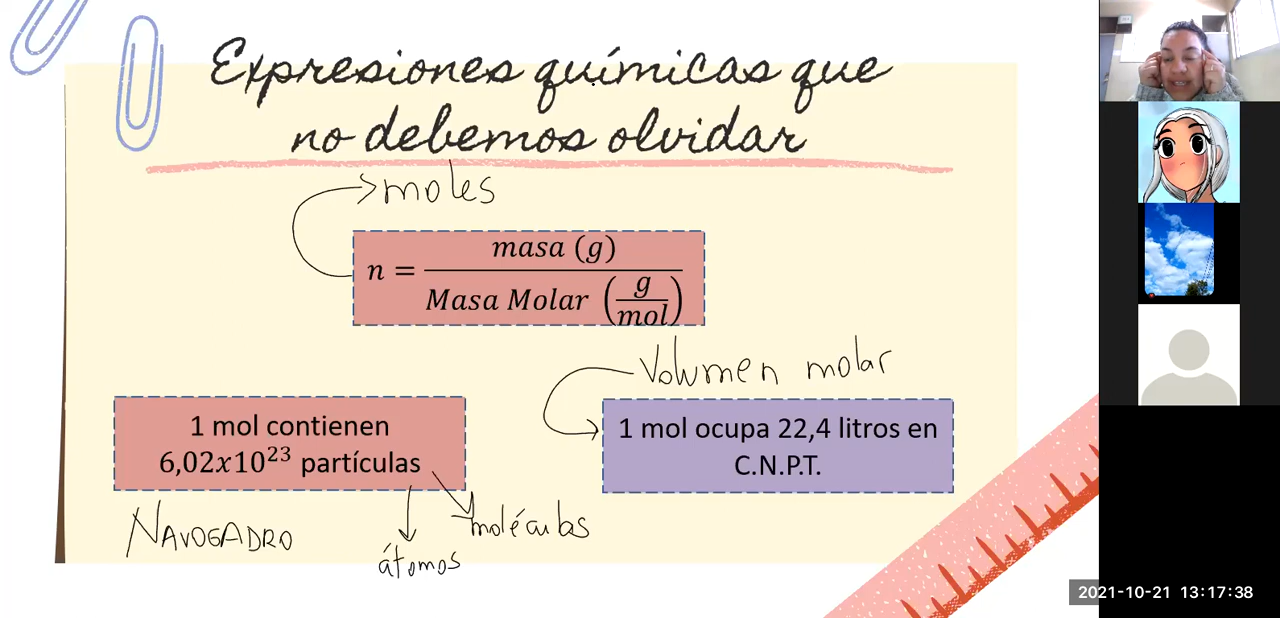 Expresiones químicas que
no debemos olvidar
moles
n = masa (g) / Masa Molar (g/mol)
Volumen molar
1 mol contienen
6,02x10²³ partículas
1 mol ocupa 22,4 litros en
C.N.P.T.
NAVOGADRO
moléculas
átomos
2021-10-21 13:17:38